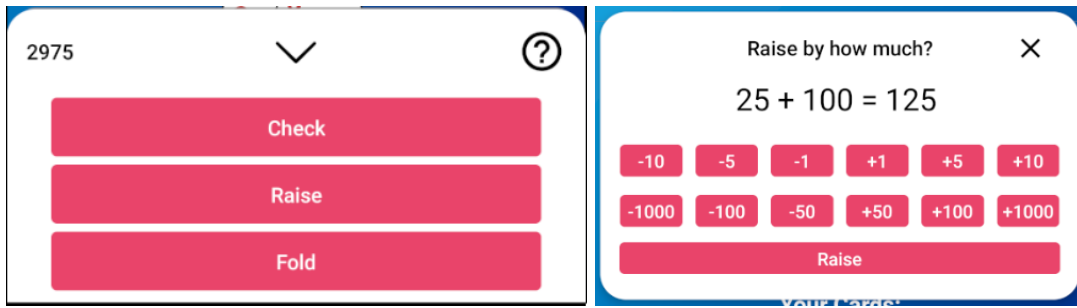 2975
Check
Raise
Fold
Raise by how much?
25 + 100 = 125
-10 -5 -1 +1 +5 +10
-1000 -100 -50 +50 +100 +1000
Raise
Your Cards: